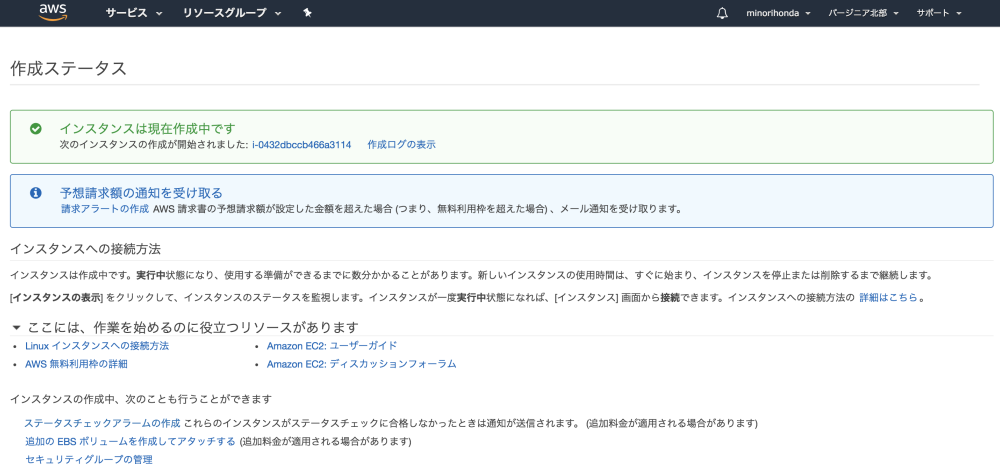 aws サービス リソースグループ minorihonda バージニア北部 サポート
作成ステータス
インスタンスは現在作成中です
次のインスタンスの作成が開始されました: i-0432dbccb466a3114 作成ログの表示
予想請求額の通知を受け取る
請求アラートの作成 AWS 請求書の予想請求額が設定した金額を超えた場合 (つまり、無料利用枠を超えた場合) 、メール通知を受け取ります。
インスタンスへの接続方法
インスタンスは作成中です。実行中状態になり、使用する準備ができるまでに数分かかることがあります。新しいインスタンスの使用時間は、すぐに始まり、インスタンスを停止または削除するまで継続します。
[インスタンスの表示] をクリックして、インスタンスのステータスを監視します。インスタンスが一度実行中状態になれば、[インスタンス] 画面から接続できます。インスタンスへの接続方法の 詳細はこちら 。
ここには、作業を始めるのに役立つリソースがあります
• Linux インスタンスへの接続方法 • Amazon EC2: ユーザーガイド
• AWS 無料利用枠の詳細 • Amazon EC2: ディスカッションフォーラム
インスタンスの作成中、次のことも行うことができます
ステータスチェックアラームの作成 これらのインスタンスがステータスチェックに合格しなかったときは通知が送信されます。 (追加料金が適用される場合があります)
追加の EBS ボリュームを作成してアタッチする (追加料金が適用される場合があります)
セキュリティグループの管理